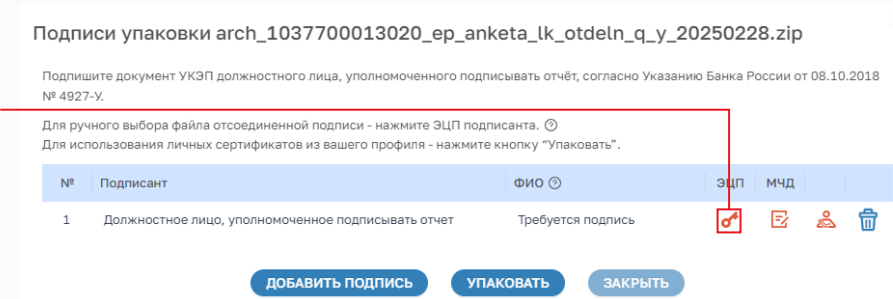 Подписи упаковки arch_1037700013020_ep_anketa_lk_otdeln_q_y_20250228.zip
Подпишите документ УКЭП должностного лица, уполномоченного подписывать отчёт, согласно Указанию Банка России от 08.10.2018
№ 4927-У.
Для ручного выбора файла отсоединенной подписи - нажмите ЭЦП подписанта.
Для использования личных сертификатов из вашего профиля - нажмите кнопку “Упаковать”.
№ Подписант ФИО ЭЦП МЧД
1 Должностное лицо, уполномоченное подписывать отчет Требуется подпись
ДОБАВИТЬ ПОДПИСЬ УПАКОВАТЬ ЗАКРЫТЬ